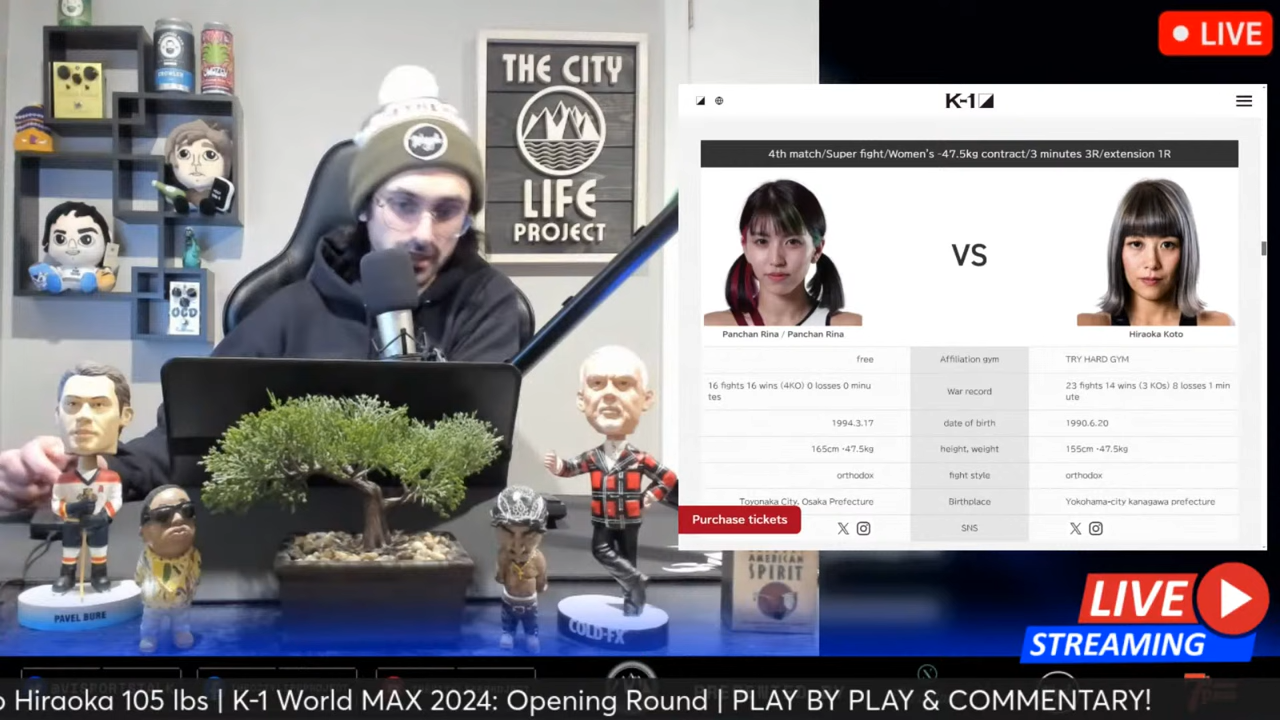 LIVE
THE CITY
LIFE
PROJECT
K-1
4th match/Super fight/Women's -47.5kg contract/3 minutes 3R/extension 1R
VS
Panchan Rina / Panchan Rina
Hiraoka Koto
free
Affiliation gym
TRY HARD GYM
16 fights 16 wins (4KO) 0 losses 0 minu
tes
War record
23 fights 14 wins (3 KOs) 8 losses 1 min
ute
1994.3.17
date of birth
1990.6.20
165cm -47.5kg
height, weight
155cm -47.5kg
orthodox
fight style
orthodox
Toyonaka City, Osaka Prefecture
Birthplace
Yokohama-city kanagawa prefecture
SNS
Purchase tickets
OCD
AMERICAN
SPIRIT
PAVEL BURE
COLD-FX
LIVE
STREAMING
o Hiraoka 105 lbs | K-1 World MAX 2024: Opening Round | PLAY BY PLAY & COMMENTARY!